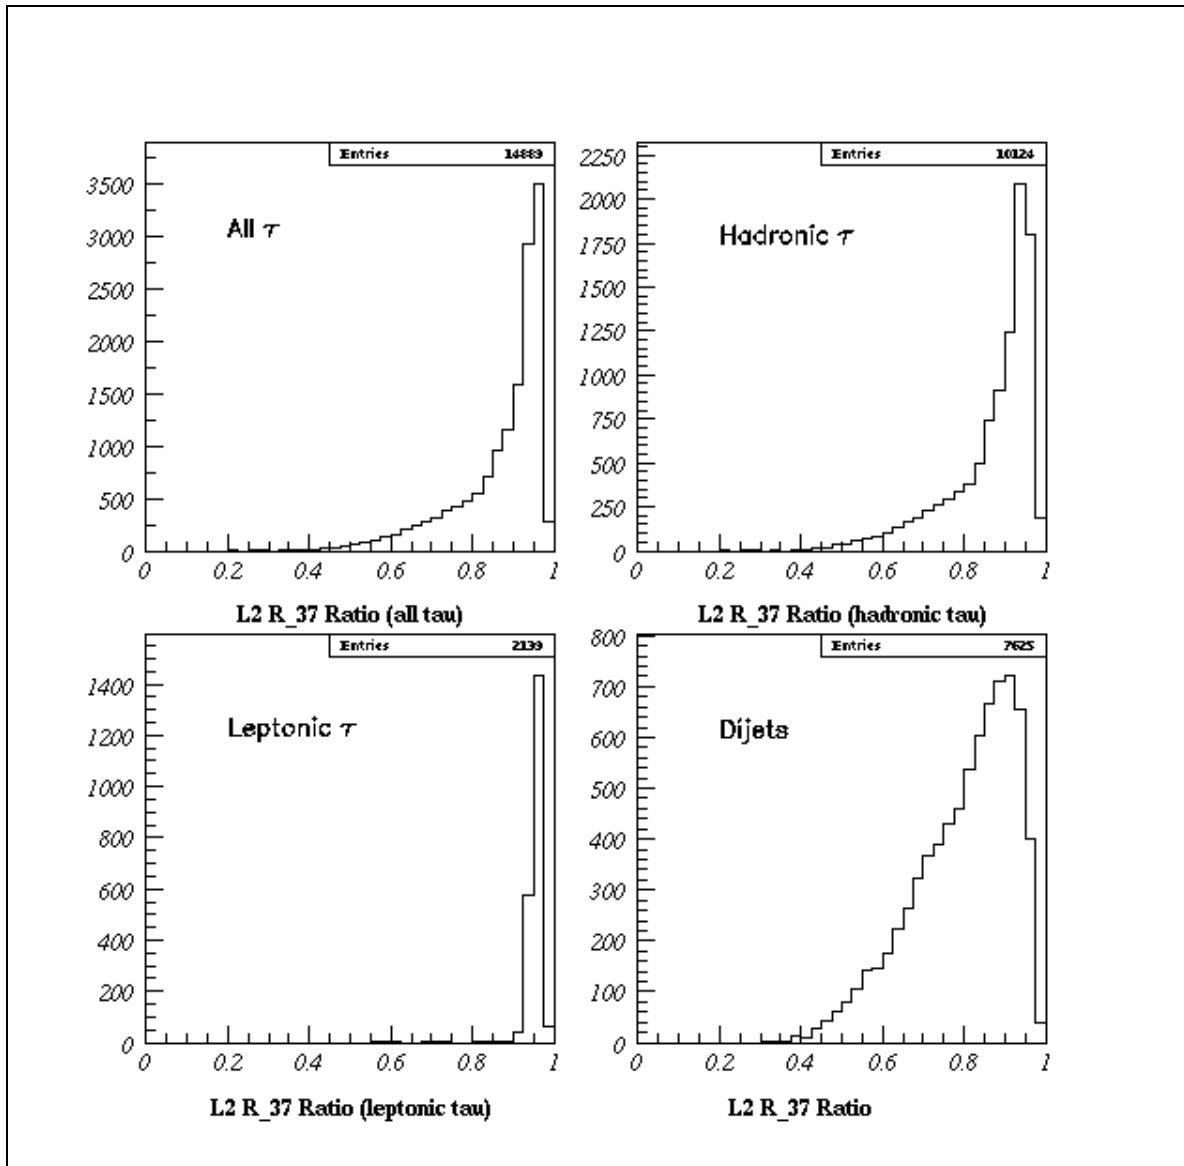 Entries 14889
3500
3000
2500
2000
1500
1000
500
0
All τ
0 0.2 0.4 0.6 0.8 1
L2 R_37 Ratio (all tau)
Entries 10124
2250
2000
1750
1500
1250
1000
750
500
250
0
Hadronic τ
0 0.2 0.4 0.6 0.8 1
L2 R_37 Ratio (hadronic tau)
Entries 2139
1400
1200
1000
800
600
400
200
0
Leptonic τ
0 0.2 0.4 0.6 0.8 1
L2 R_37 Ratio (leptonic tau)
Entries 7625
800
700
600
500
400
300
200
100
0
Dijets
0 0.2 0.4 0.6 0.8 1
L2 R_37 Ratio